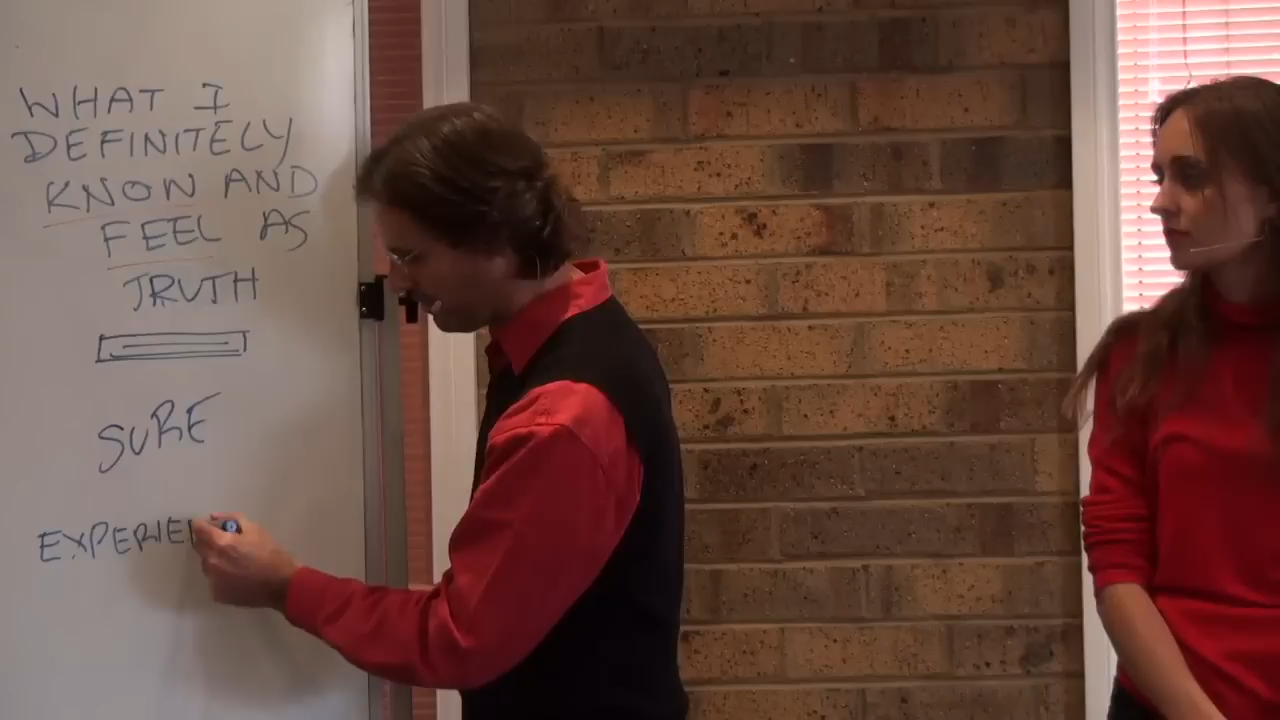 WHAT I
DEFINITELY
KNOW AND
FEEL AS
TRUTH
SURE
EXPERIEN